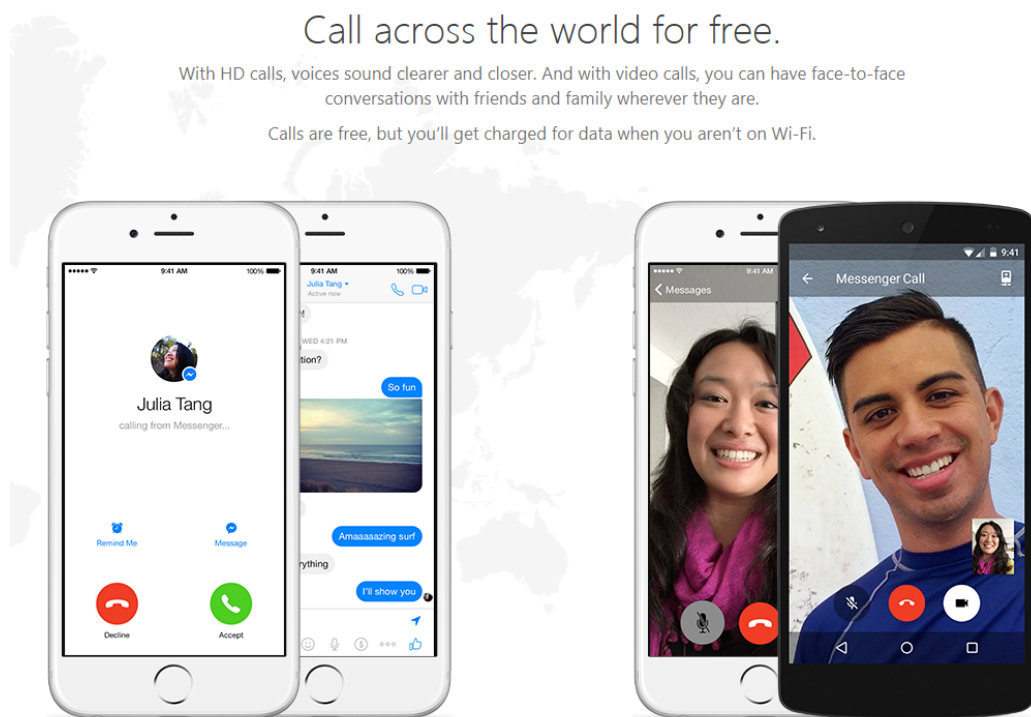 Call across the world for free.
With HD calls, voices sound clearer and closer. And with video calls, you can have face-to-face
conversations with friends and family wherever they are.
Calls are free, but you’ll get charged for data when you aren’t on Wi-Fi.
9:41 AM
100%
Julia Tang
calling from Messenger...
Remind Me
Message
Decline
Accept
9:41 AM
100%
Julia Tang
Active now
WED 4:21 PM
So fun
Amaaaaazing surf
I'll show you
9:41 AM
Messages
9:41
Messenger Call